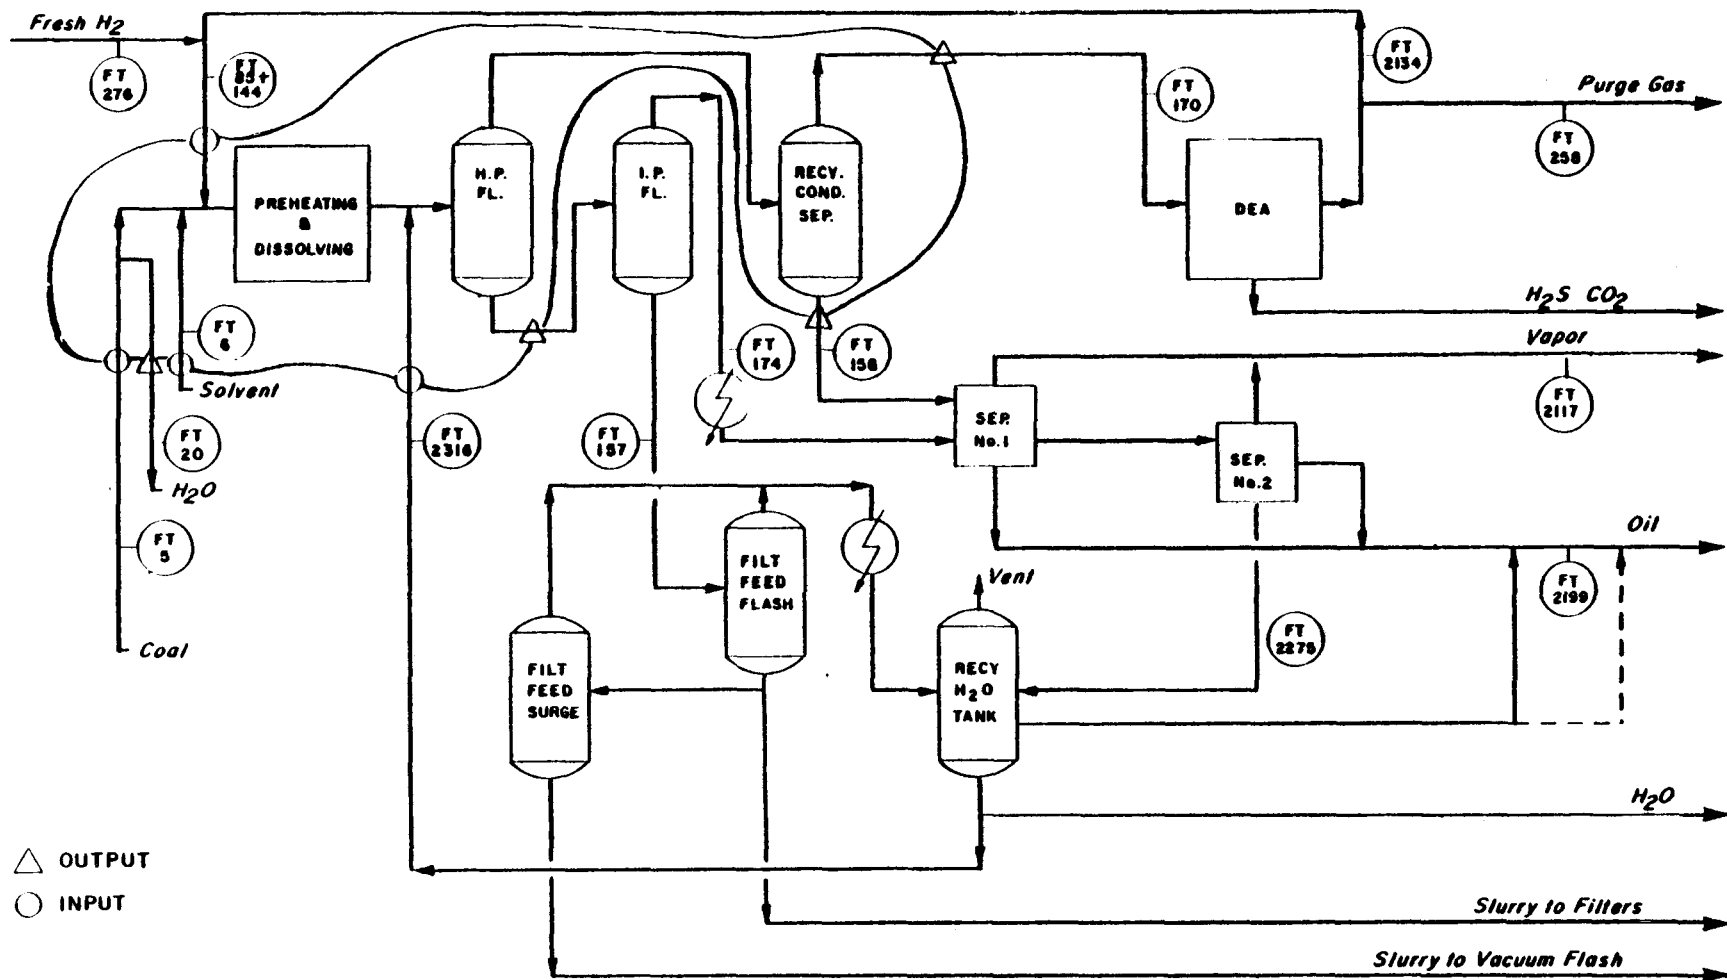 Fresh H2
FT
276
FT
85+
144
FT
170
FT
2134
Purge Gas
FT
258
H.P.
FL.
I.P.
FL.
RECY.
COND.
SEP.
PREHEATING
&
DISSOLVING
DEA
H2S CO2
Vapor
FT
6
Solvent
FT
174
FT
158
FT
2117
FT
20
H2O
FT
2316
FT
157
SEP.
No.1
SEP.
No.2
Oil
FT
5
FILT
FEED
FLASH
Vent
FT
2199
Coal
FILT
FEED
SURGE
RECY
H2O
TANK
FT
2275
H2O
OUTPUT
INPUT
Slurry to Filters
Slurry to Vacuum Flash